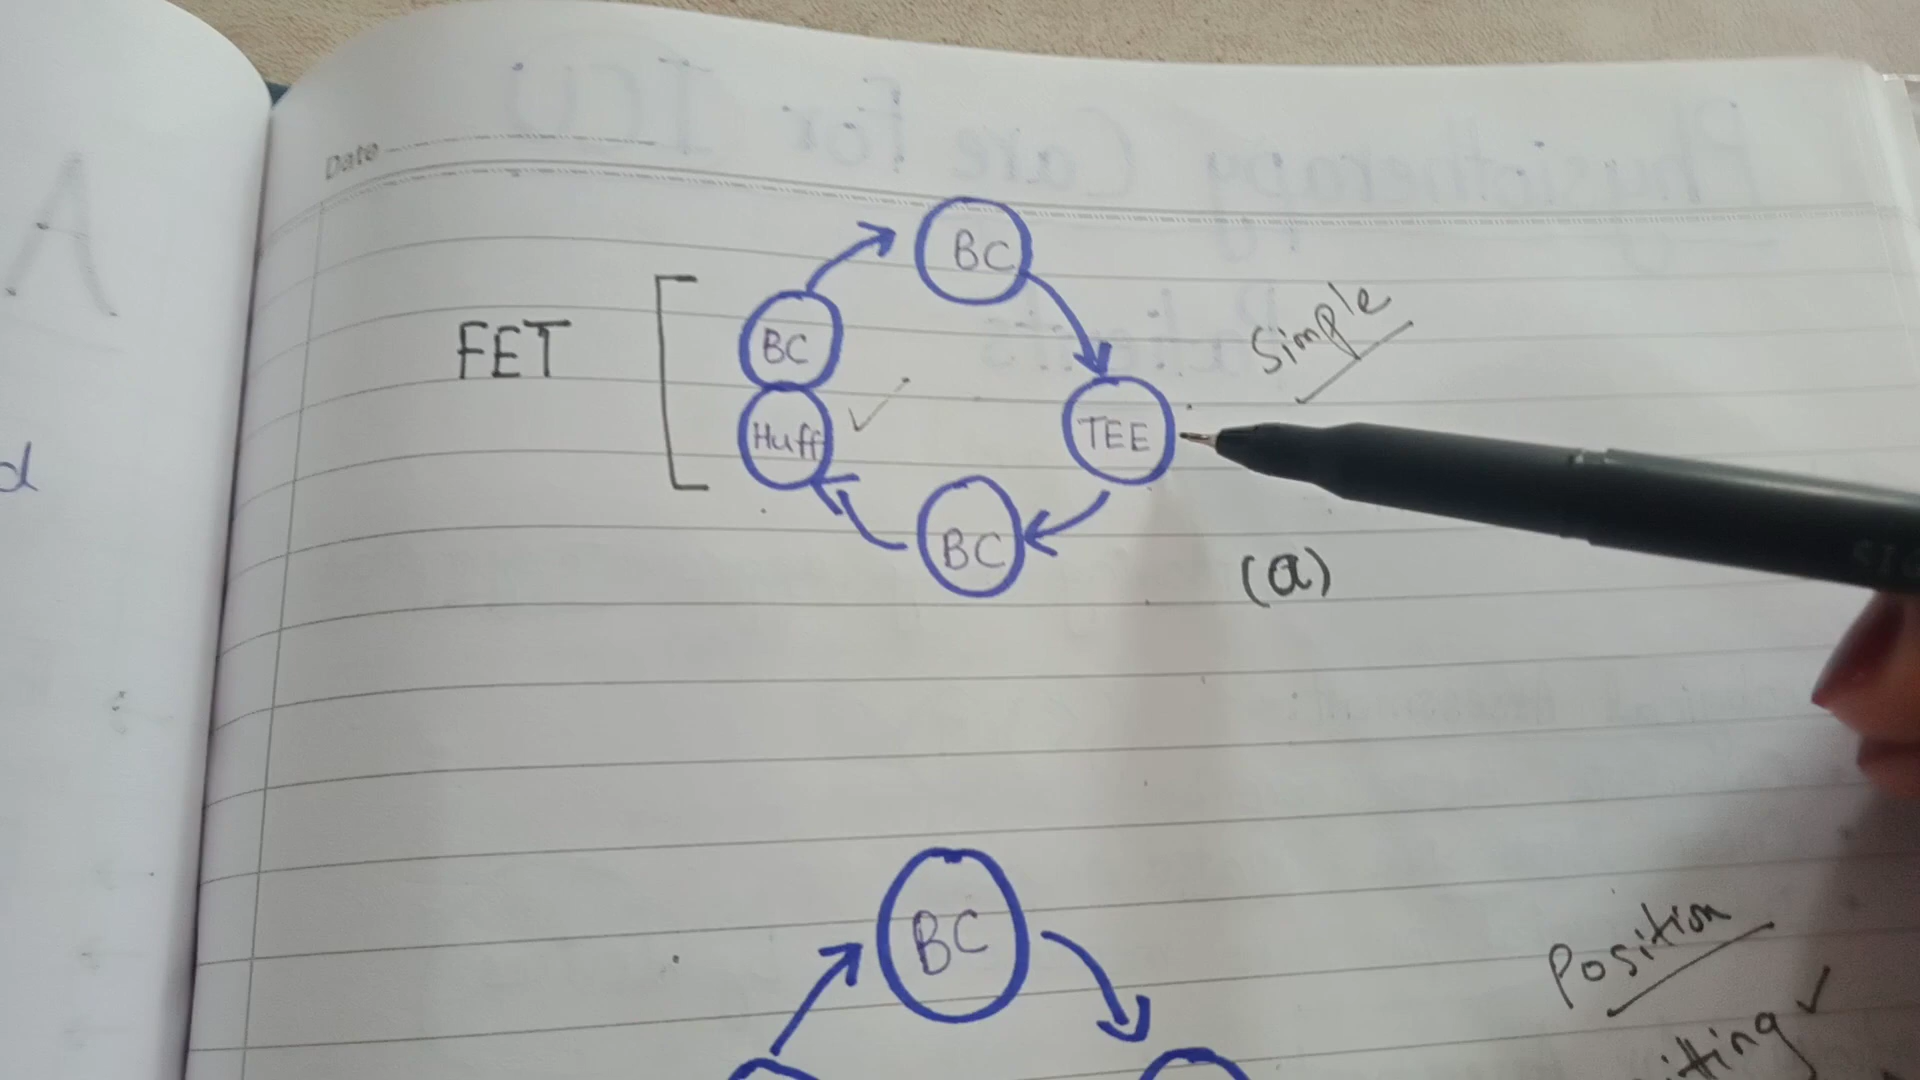 Date
BC
BC
FET
Simple
Huff
TEE
BC
(a)
BC
Position